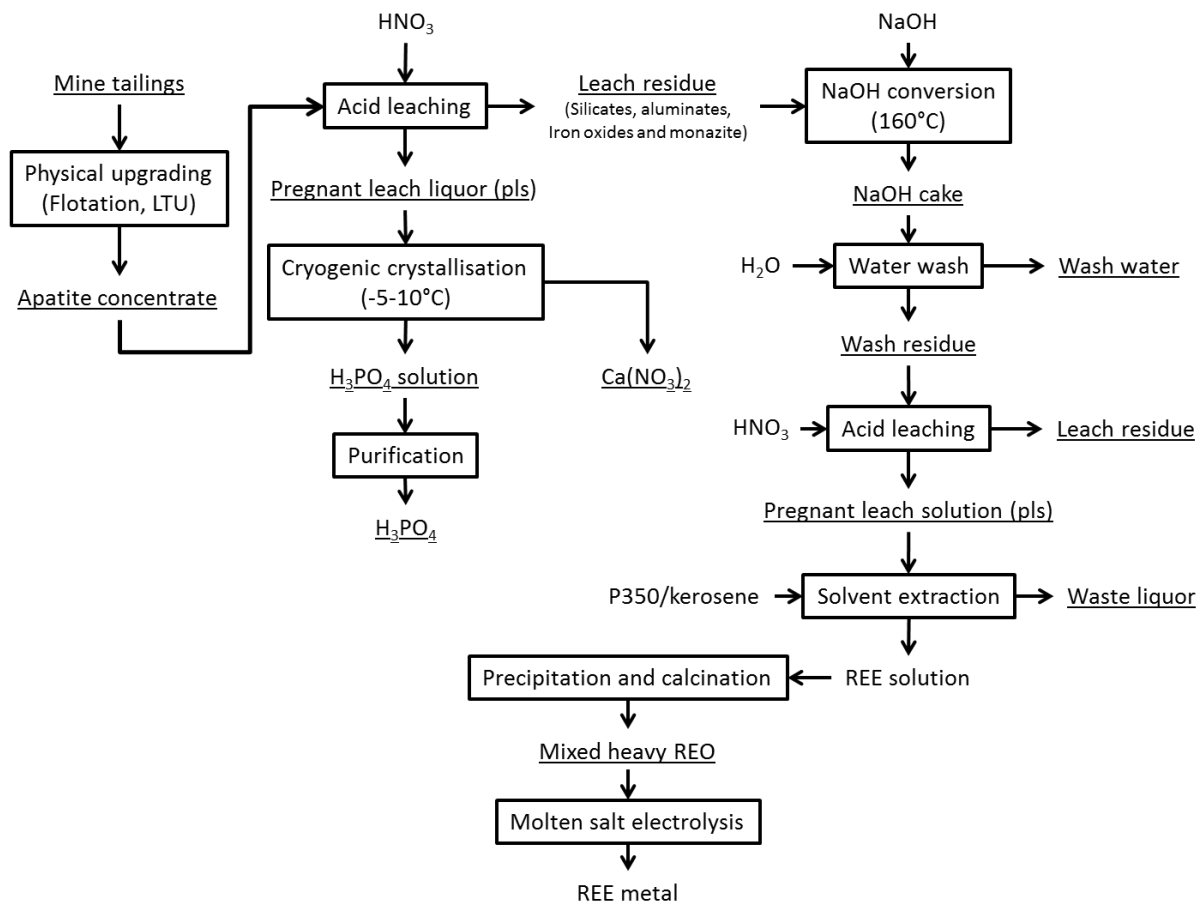 HNO3
NaOH
Mine tailings
Acid leaching
Leach residue
(Silicates, aluminates,
Iron oxides and monazite)
NaOH conversion
(160°C)
Physical upgrading
(Flotation, LTU)
Pregnant leach liquor (pls)
NaOH cake
Apatite concentrate
Cryogenic crystallisation
(-5-10°C)
H2O
Water wash
Wash water
Wash residue
H3PO4 solution
Ca(NO3)2
HNO3
Acid leaching
Leach residue
Purification
H3PO4
Pregnant leach solution (pls)
P350/kerosene
Solvent extraction
Waste liquor
Precipitation and calcination
REE solution
Mixed heavy REO
Molten salt electrolysis
REE metal